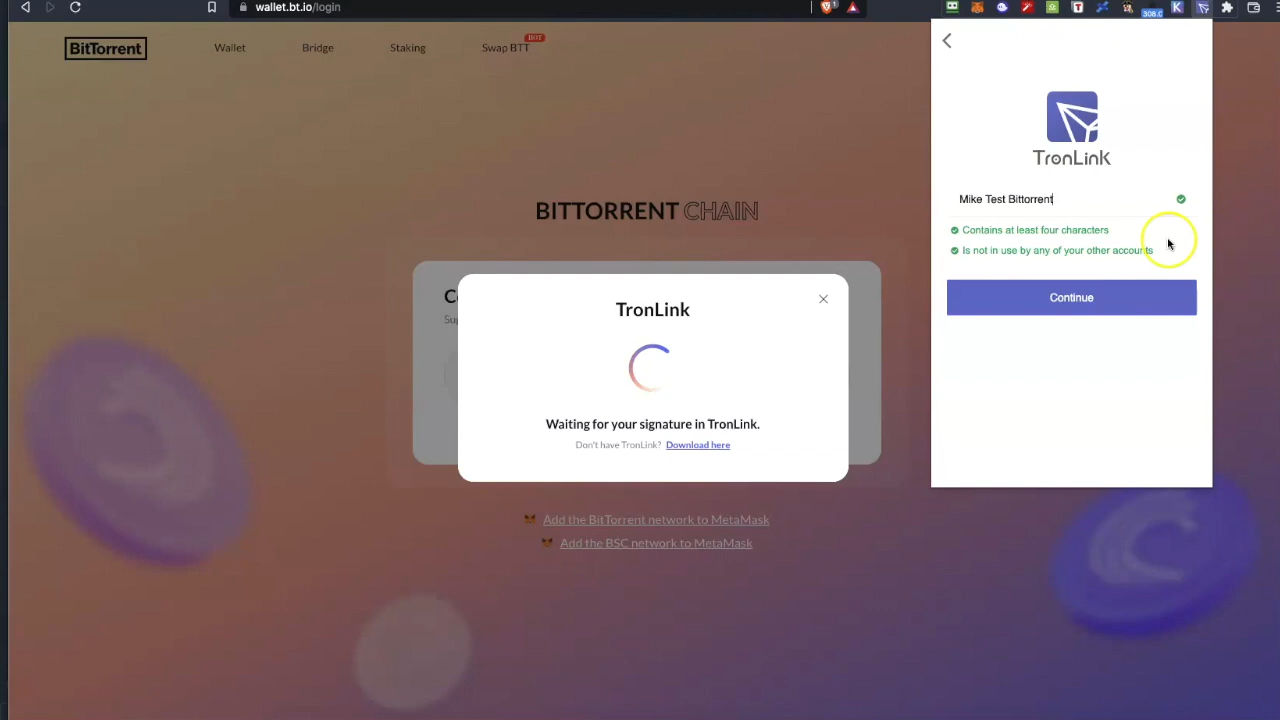 wallet.bt.io/login
308.0
BitTorrent
Wallet
Bridge
Staking
Swap BTT
HOT
TRONLINK
Mike Test Bittorrent
Contains at least four characters
Is not in use by any of your other accounts
Continue
BITTORRENT CHAIN
TronLink
Waiting for your signature in TronLink.
Don't have TronLink? Download here
Add the BitTorrent network to MetaMask
Add the BSC network to MetaMask